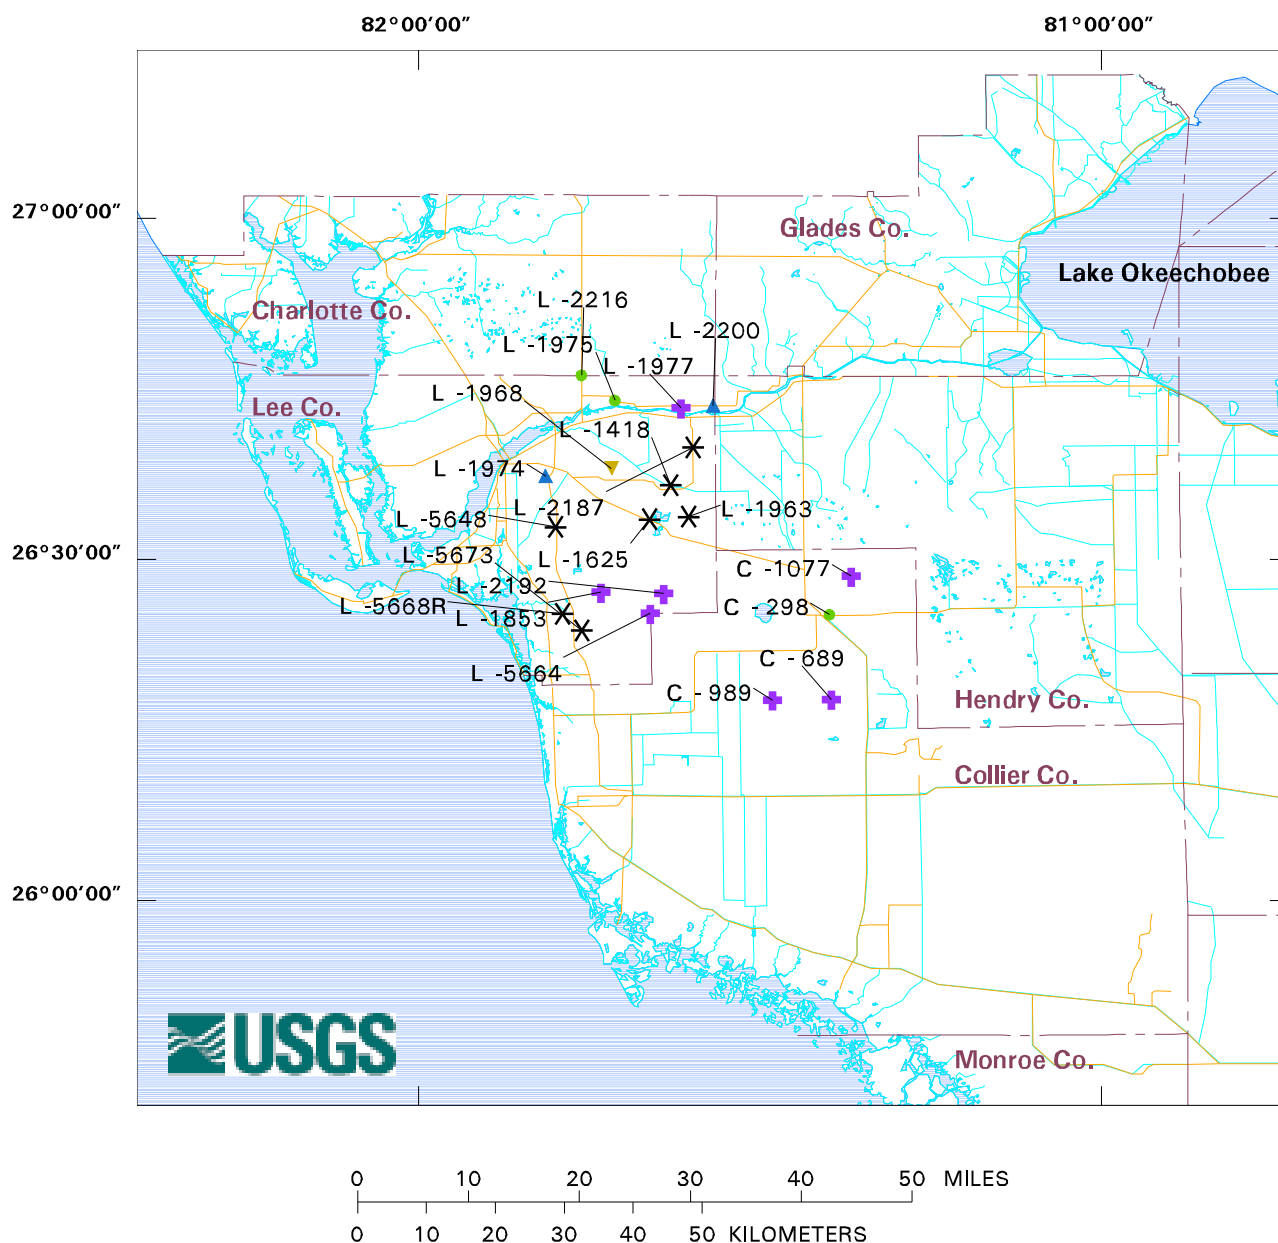 82°00′00″ 81°00′00″
27°00′00″
Glades Co.
Lake Okeechobee
L -2216
Charlotte Co.
L -2200
L -1975
L -1977
L -1968
Lee Co.
L -1418
L -1974
L -2187 L -1963
L -5648
26°30′00″
L -5673 L -1625
C -1077
L -2192
L -5668R
C - 298
L -1853
C - 689
L -5664
C - 989
Hendry Co.
Collier Co.
26°00′00″
USGS
Monroe Co.
0 10 20 30 40 50 MILES
0 10 20 30 40 50 KILOMETERS